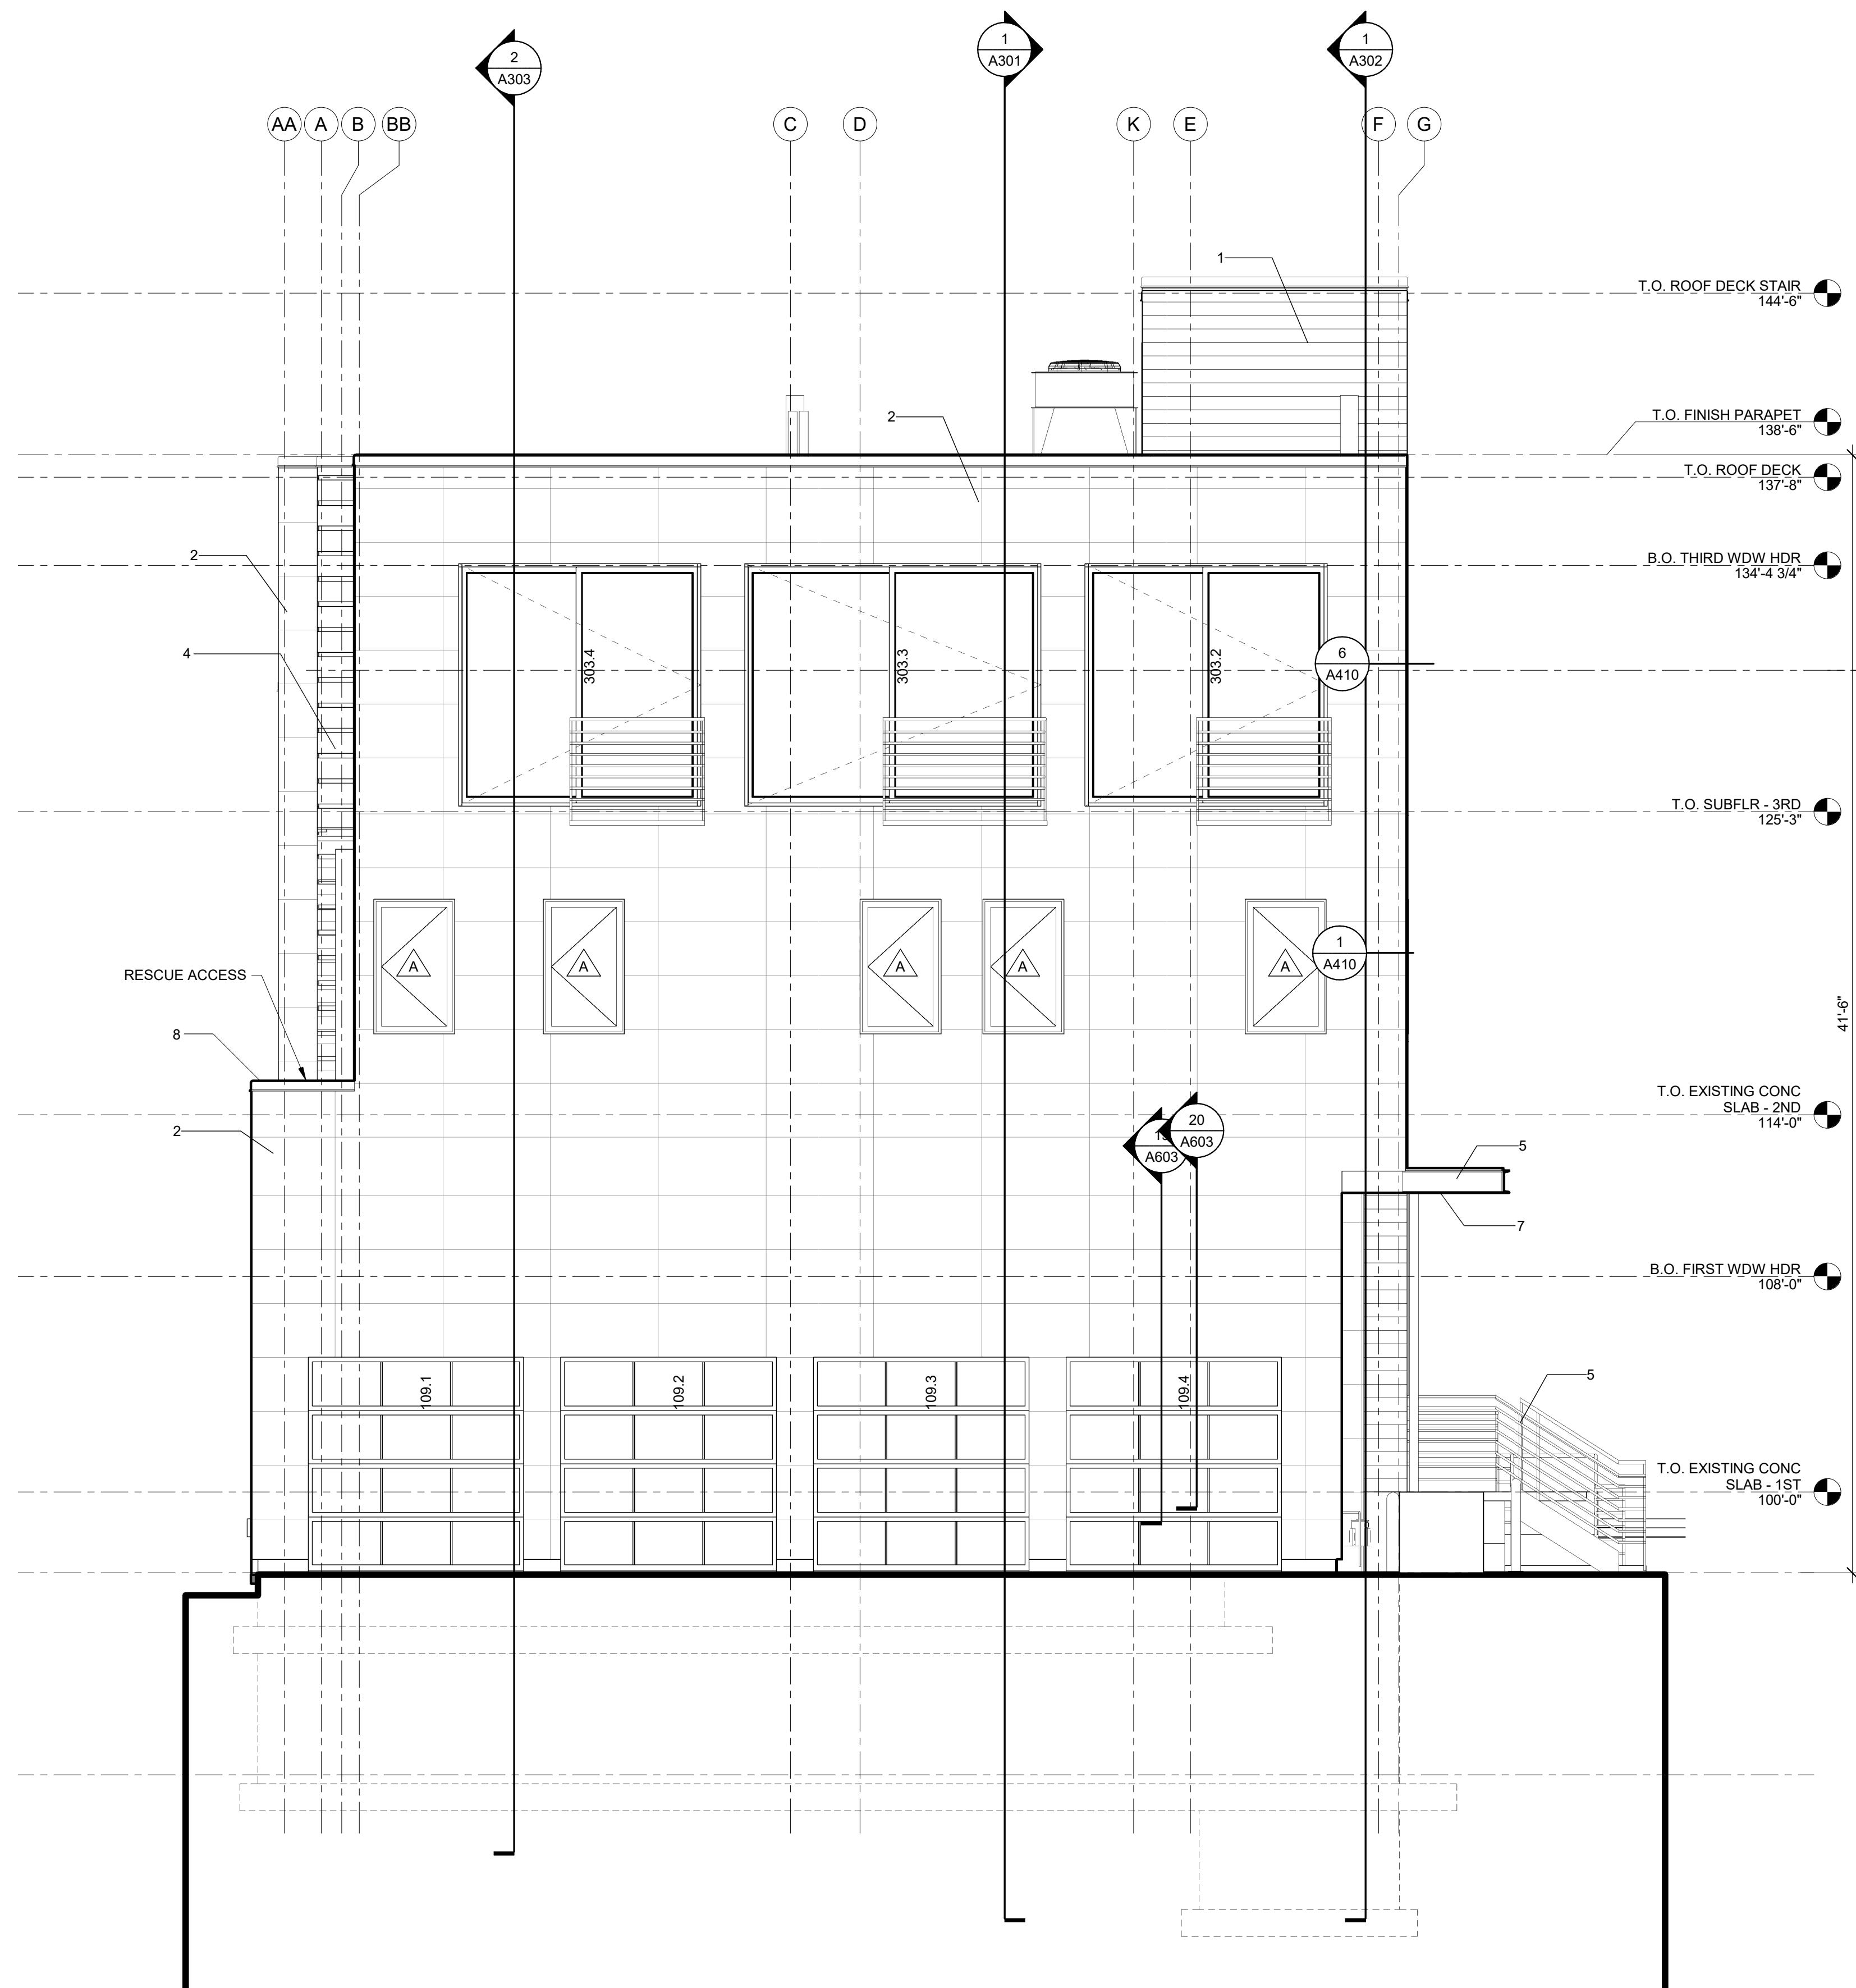 2
A303
1
A301
1
A302
AA
A
B
BB
C
D
K
E
F
G
1
T.O. ROOF DECK STAIR
144'-6"
2
T.O. FINISH PARAPET
138'-6"
T.O. ROOF DECK
137'-8"
2
B.O. THIRD WDW HDR
134'-4 3/4"
4
303.4
303.3
303.2
6
A410
T.O. SUBFLR - 3RD
125'-3"
A
A
A
A
A
1
A410
RESCUE ACCESS
8
41'-6"
T.O. EXISTING CONC
SLAB - 2ND
114'-0"
2
20
A603
A603
5
7
B.O. FIRST WDW HDR
108'-0"
109.1
109.2
109.3
109.4
5
T.O. EXISTING CONC
SLAB - 1ST
100'-0"